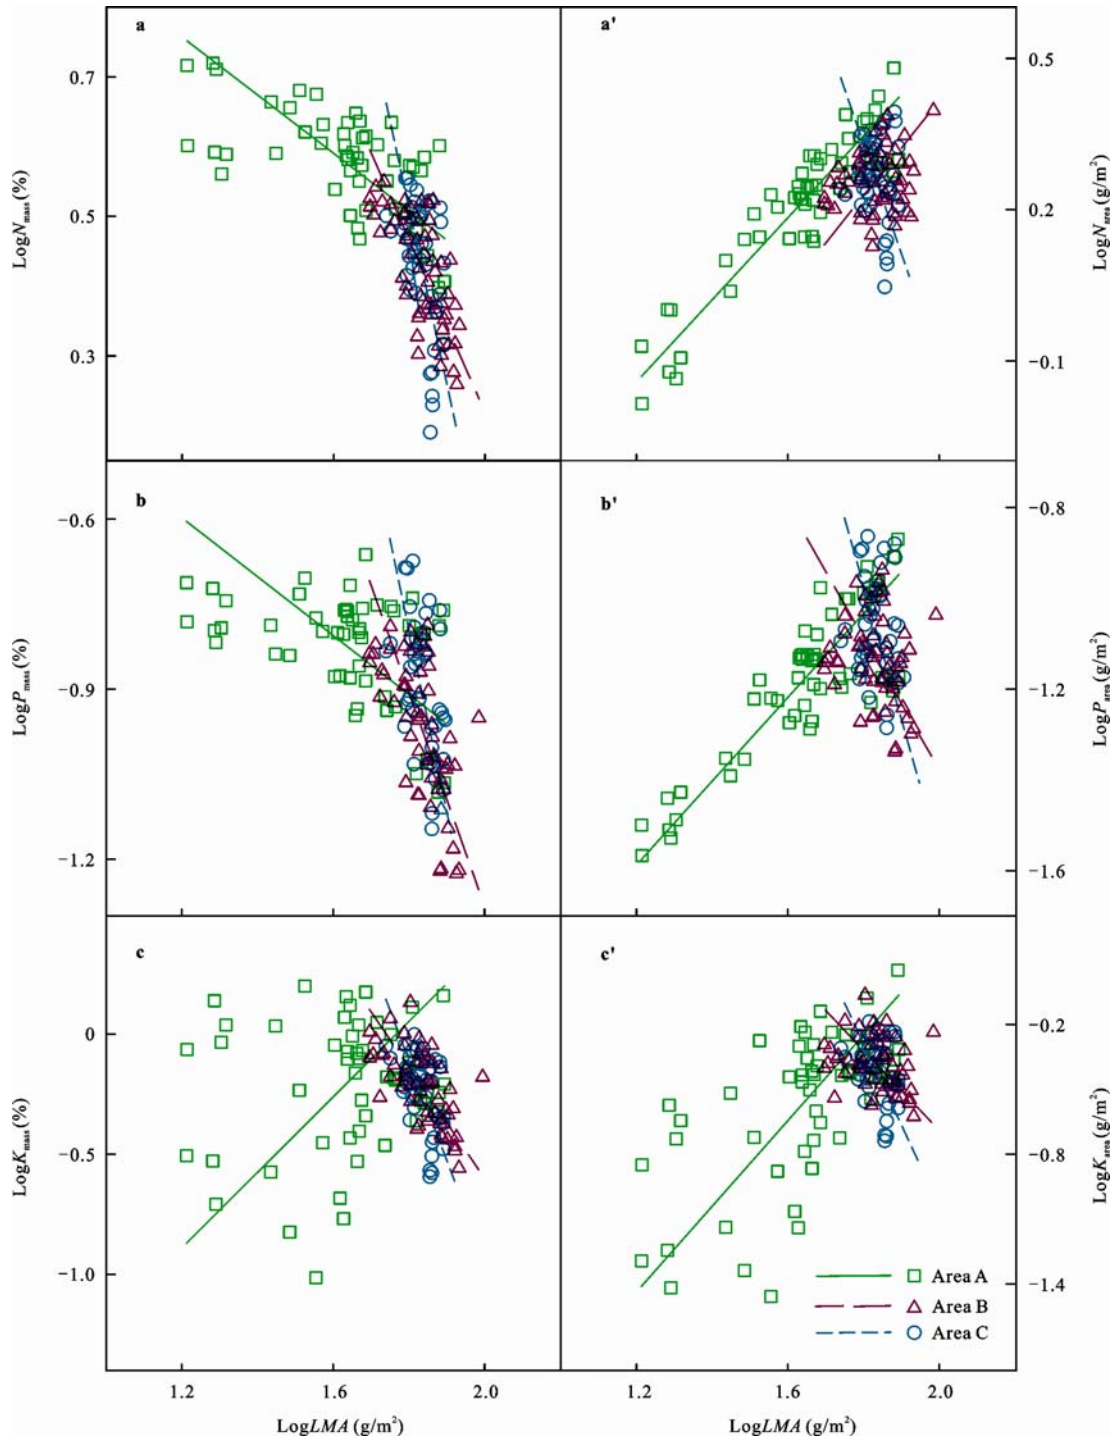 a
a'
0.7
0.5
0.3
LogNmass (%)
0.5
0.2
−0.1
LogNarea (g/m²)
b
b'
−0.6
−0.9
−1.2
LogPmass (%)
−0.8
−1.2
−1.6
LogParea (g/m²)
c
c'
0
−0.5
−1.0
LogKmass (%)
−0.2
−0.8
−1.4
LogKarea (g/m²)
Area A
Area B
Area C
1.2 1.6 2.0
1.2 1.6 2.0
LogLMA (g/m²)
LogLMA (g/m²)